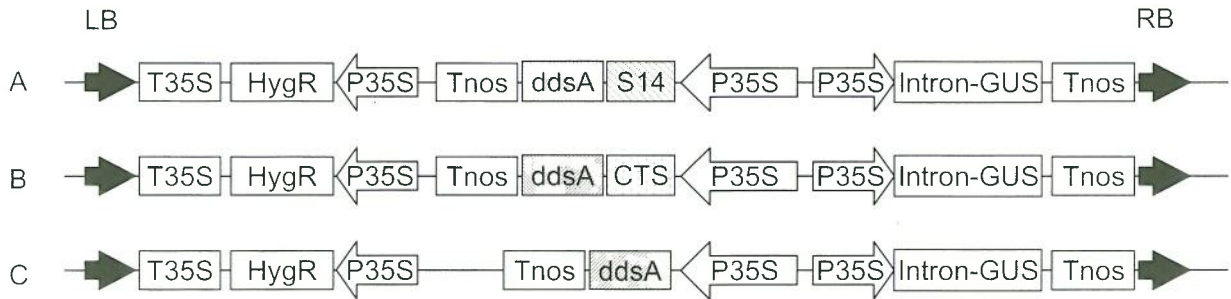 LB RB
A T35S HygR P35S Tnos ddsA S14 P35S P35S Intron-GUS Tnos
B T35S HygR P35S Tnos ddsA CTS P35S P35S Intron-GUS Tnos
C T35S HygR P35S Tnos ddsA P35S P35S Intron-GUS Tnos